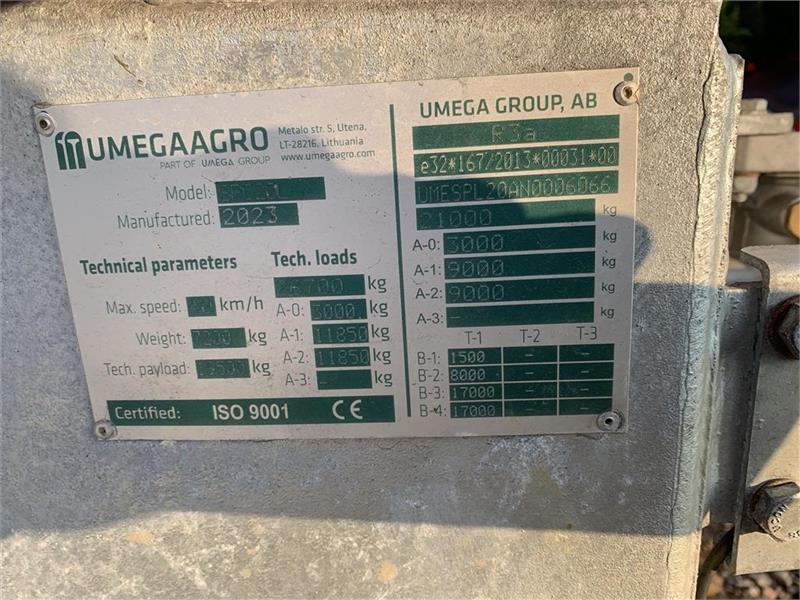 UMEGAAGRO
PART OF UMEGA GROUP
Metalo str. 5, Utena,
LT-28216, Lithuania
www.umegaagro.com
Model:
Manufactured: 2023
Technical parameters
Max. speed: km/h
Weight: kg
Tech. payload: kg
Tech. loads
26700 kg
A-0: 3000 kg
A-1: 11850 kg
A-2: 11850 kg
A-3: - kg
Certified: ISO 9001 CE
UMEGA GROUP, AB
R3a
e32*167/2013*00031*00
UMESPL20AN0006066
21000 kg
A-0: 3000 kg
A-1: 9000 kg
A-2: 9000 kg
A-3: - kg
T-1 T-2 T-3
B-1: 1500 - -
B-2: 8000 - -
B-3: 17000 - -
B-4: 17000 - -